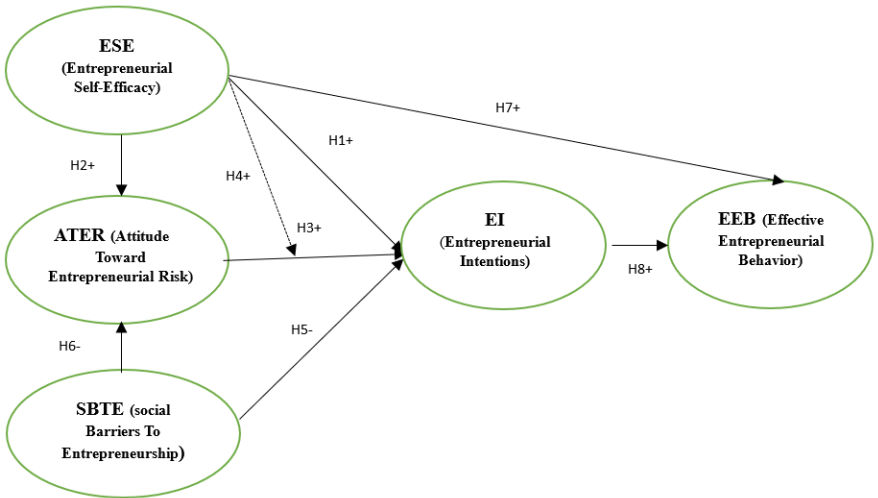 ESE
(Entrepreneurial
Self-Efficacy)
H7+
H1+
H2+
H4+
H3+
ATER (Attitude
Toward
Entrepreneurial Risk)
EI
(Entrepreneurial
Intentions)
EEB (Effective
Entrepreneurial
Behavior)
H8+
H5-
H6-
SBTE (social
Barriers To
Entrepreneurship)